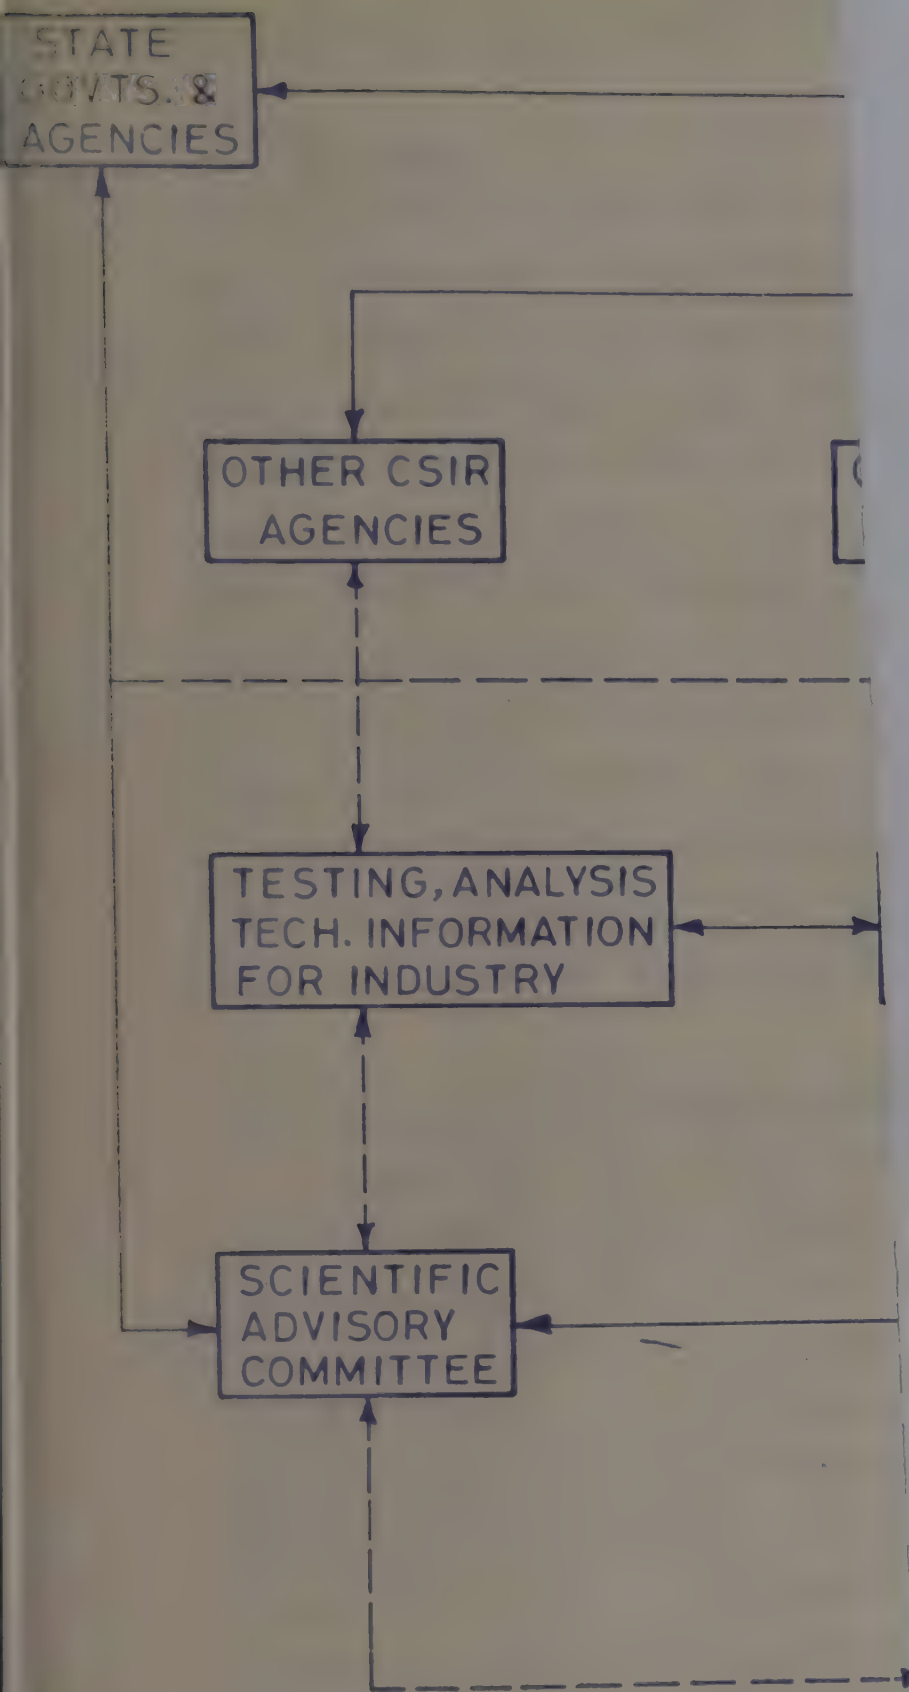 STATE
GOVTS. &
AGENCIES
OTHER CSIR
AGENCIES
TESTING, ANALYSIS
TECH. INFORMATION
FOR INDUSTRY
SCIENTIFIC
ADVISORY
COMMITTEE